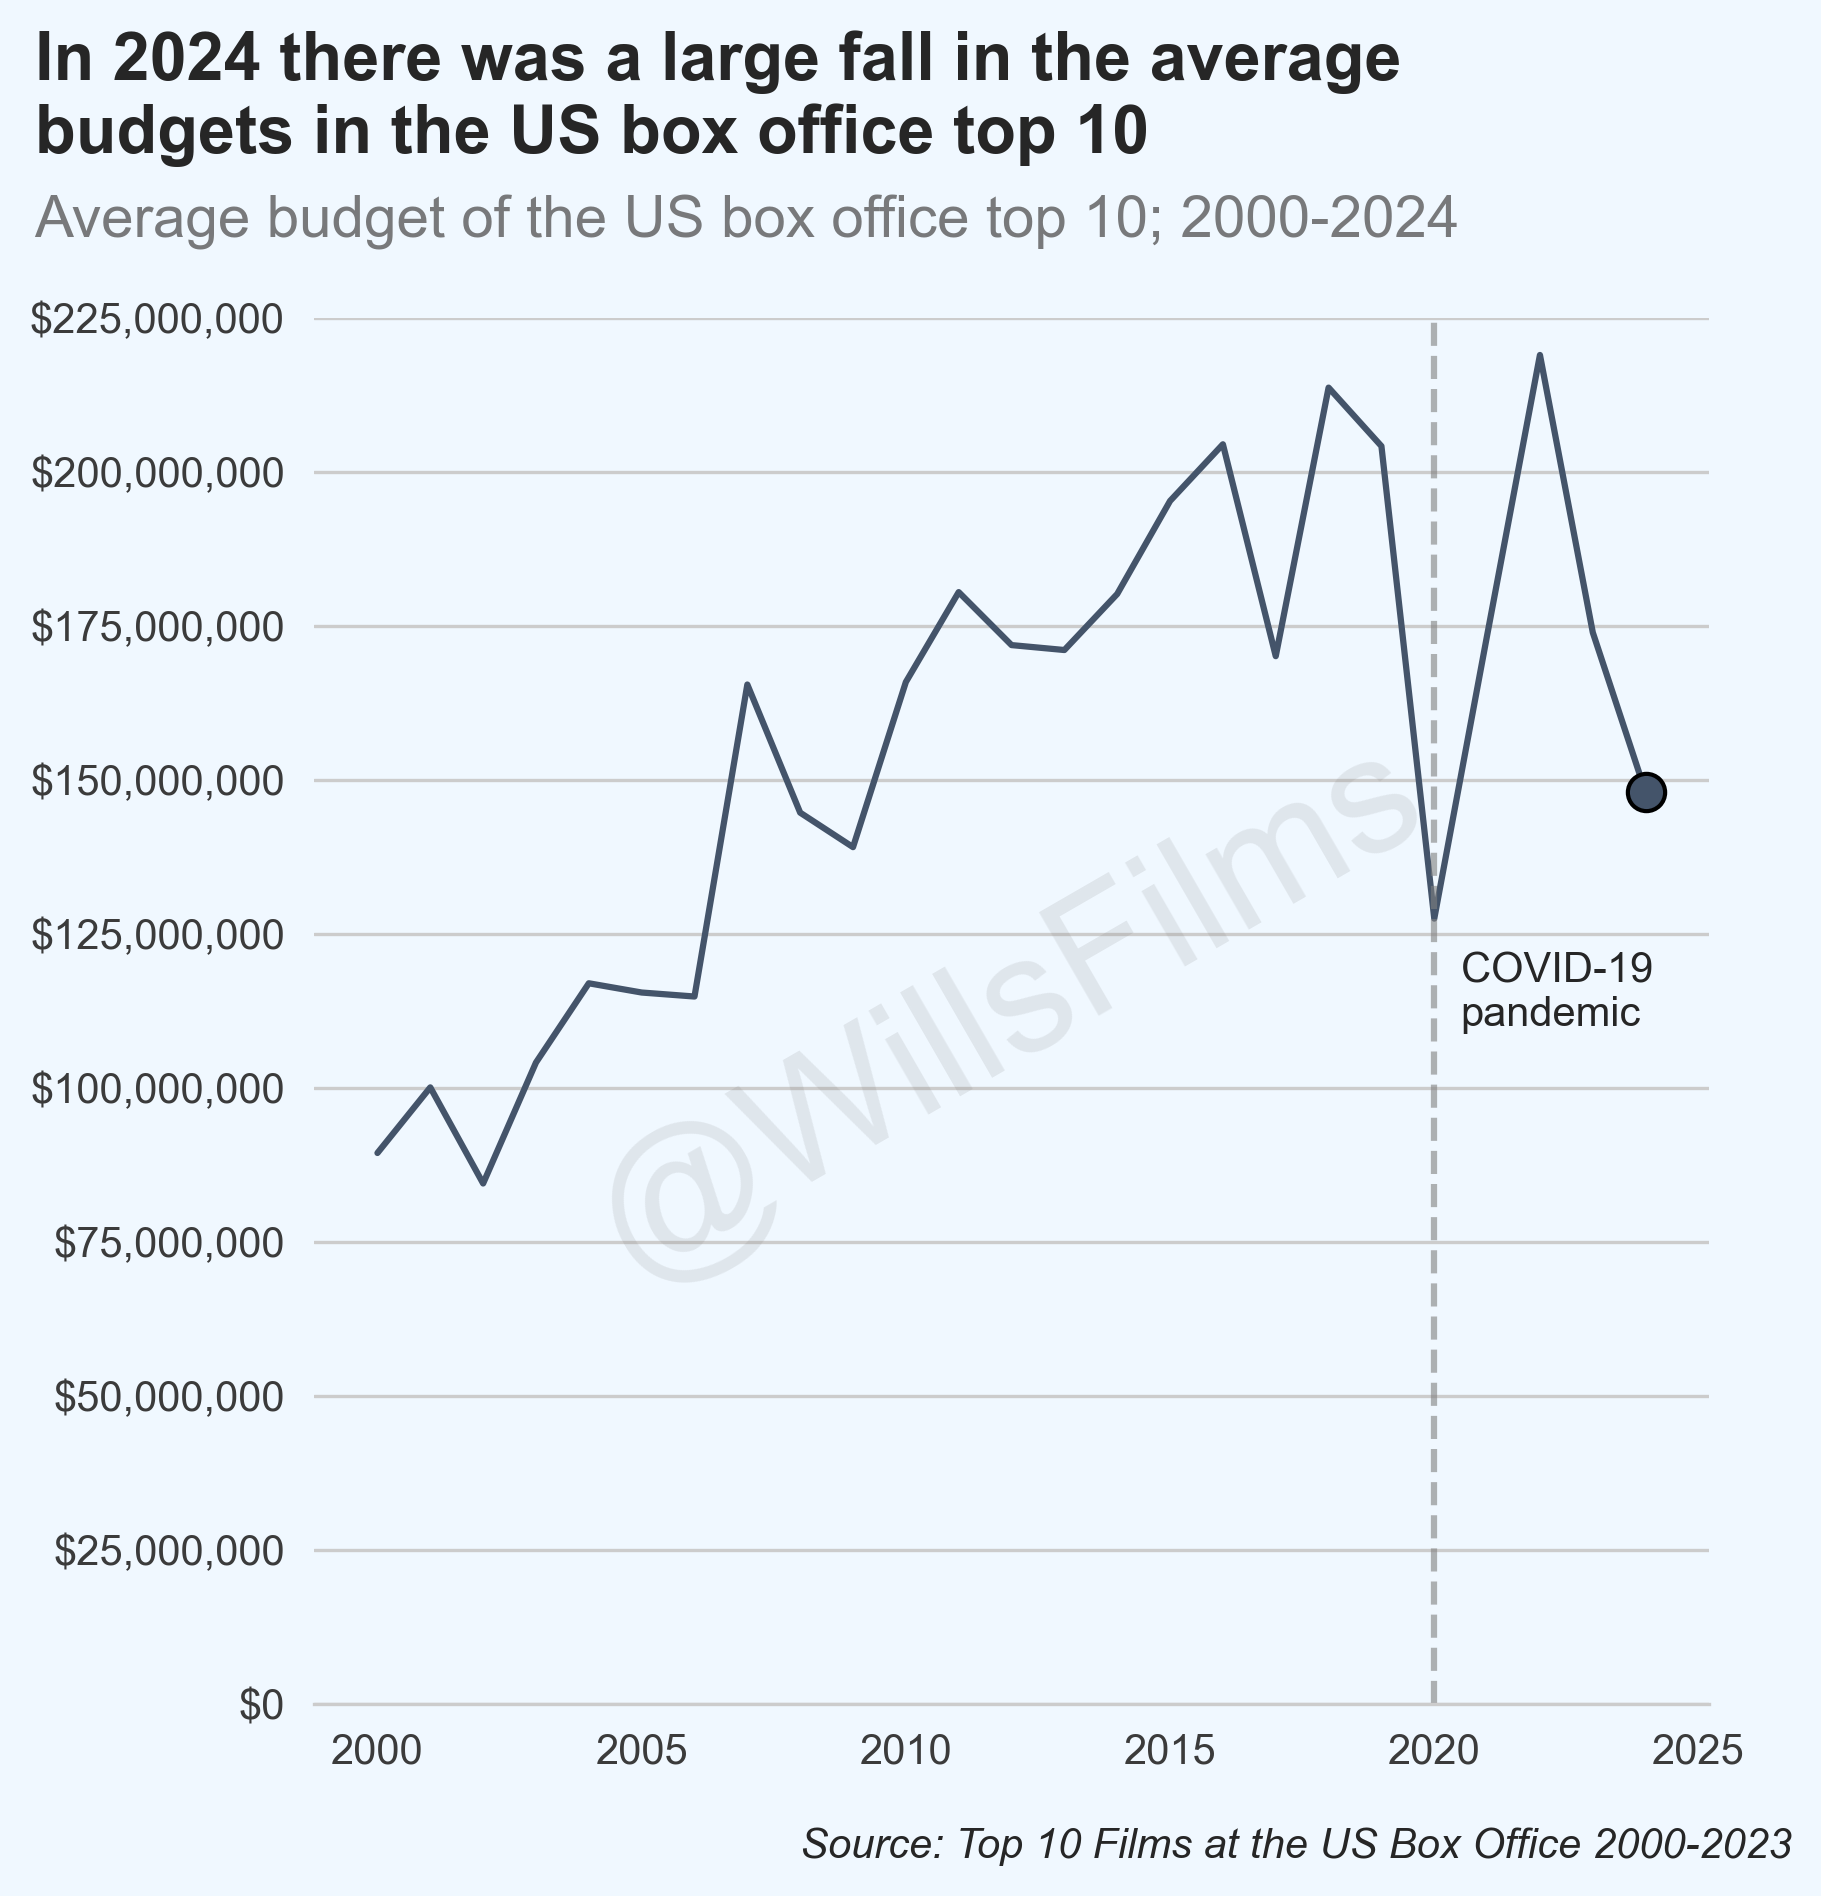 In 2024 there was a large fall in the average
budgets in the US box office top 10
Average budget of the US box office top 10; 2000-2024
$225,000,000
$200,000,000
$175,000,000
$150,000,000
$125,000,000
$100,000,000
$75,000,000
$50,000,000
$25,000,000
$0
COVID-19
pandemic
@WillsFilms
2000 2005 2010 2015 2020 2025
Source: Top 10 Films at the US Box Office 2000-2023